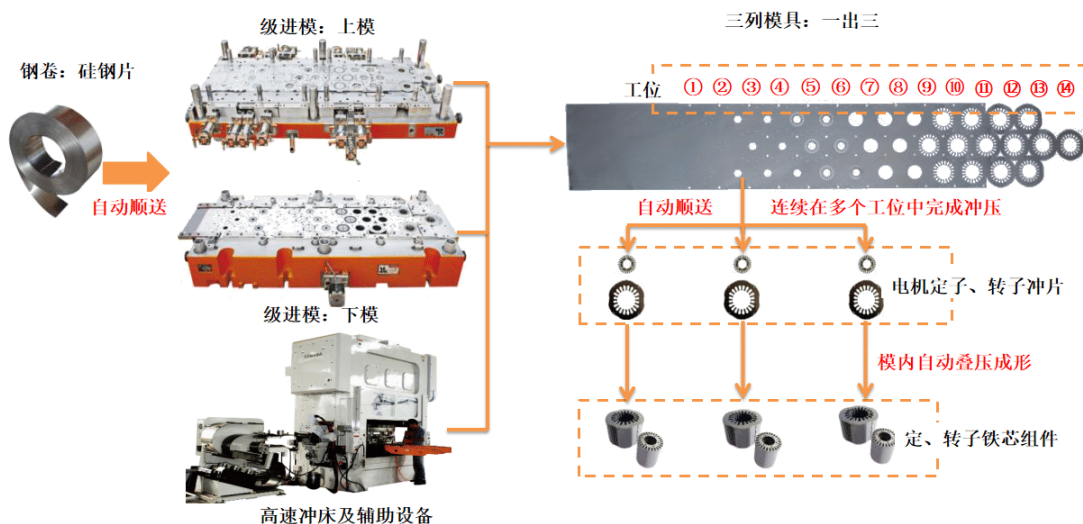 级进模：上模
三列模具：一出三
钢卷：硅钢片
工位 ① ② ③ ④ ⑤ ⑥ ⑦ ⑧ ⑨ ⑩ ⑪ ⑫ ⑬ ⑭
自动顺送
自动顺送
连续在多个工位中完成冲压
电机定子、转子冲片
级进模：下模
模内自动叠压成形
定、转子铁芯组件
高速冲床及辅助设备